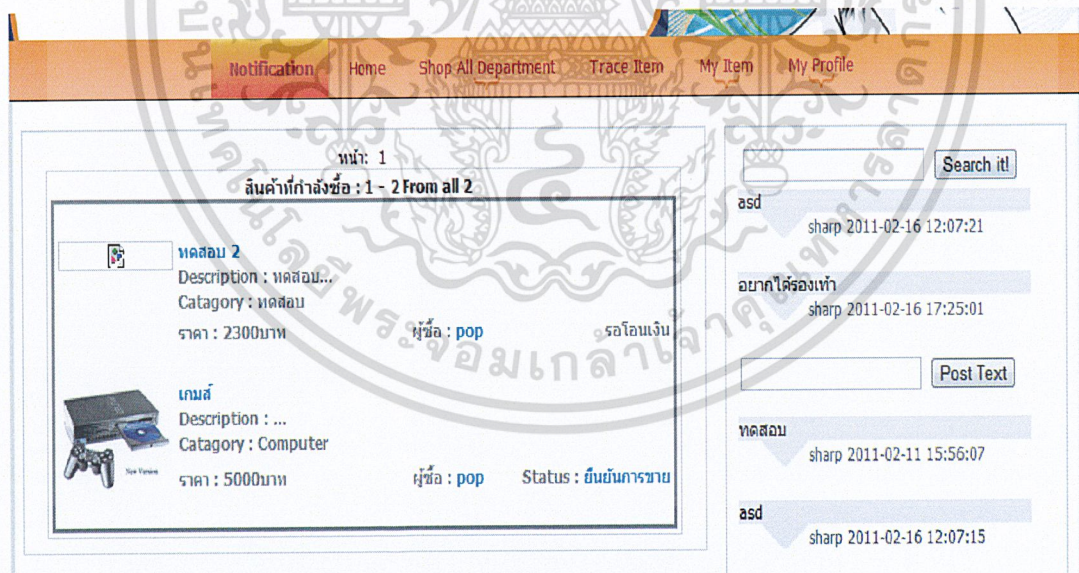 Notification Home Shop All Department Trace Item My Item My Profile
หน้า: 1
สินค้าที่กำลังซื้อ : 1 - 2 From all 2
ทดสอบ 2
Description : ทดสอบ...
Catagory : ทดสอบ
ราคา : 2300บาท ผู้ซื้อ : pop รอโอนเงิน
เกมส์
Description : ...
Catagory : Computer
New Version
ราคา : 5000บาท ผู้ซื้อ : pop Status : ยืนยันการขาย
Search it!
asd
sharp 2011-02-16 12:07:21
อยากได้รองเท้า
sharp 2011-02-16 17:25:01
Post Text
ทดสอบ
sharp 2011-02-11 15:56:07
asd
sharp 2011-02-16 12:07:15